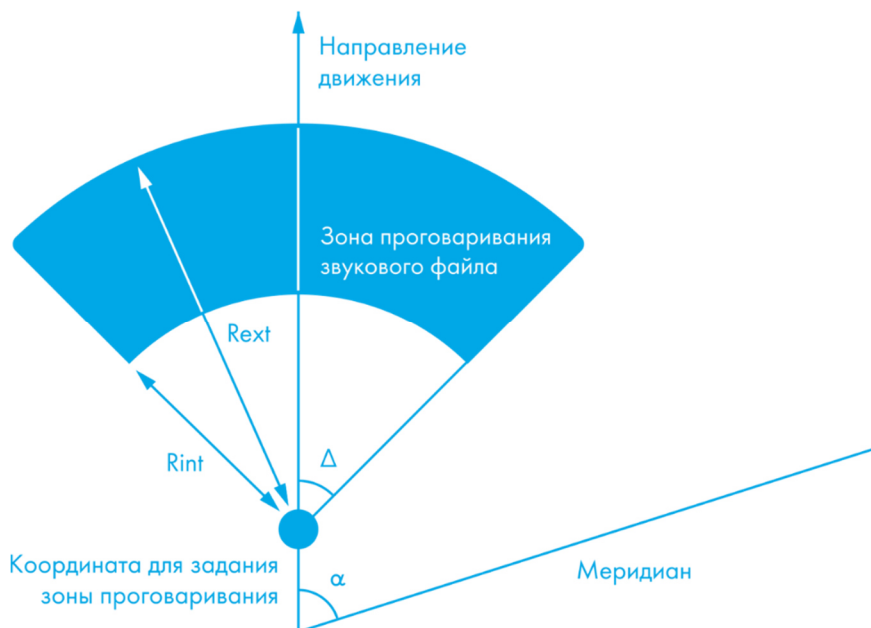 Направление
движения
Зона проговаривания
звукового файла
Rext
Rint
Δ
Координата для задания
зоны проговаривания
α
Меридиан